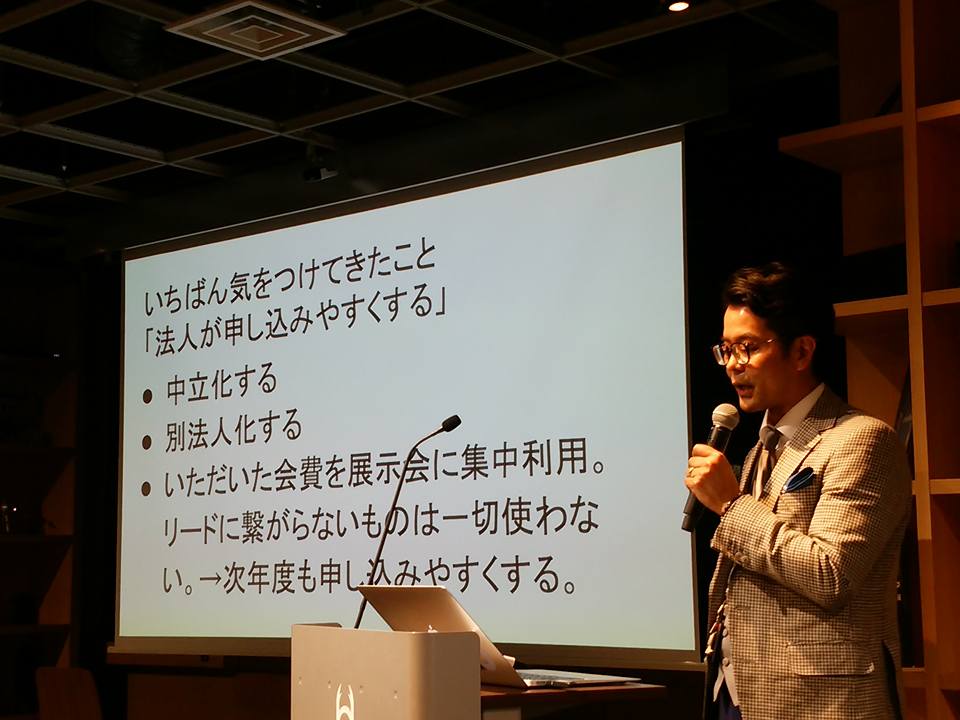 いちばん気をつけてきたこと
「法人が申し込みやすくする」
● 中立化する
● 別法人化する
● いただいた会費を展示会に集中利用。
リードに繋がらないものは一切使わな
い。→次年度も申し込みやすくする。